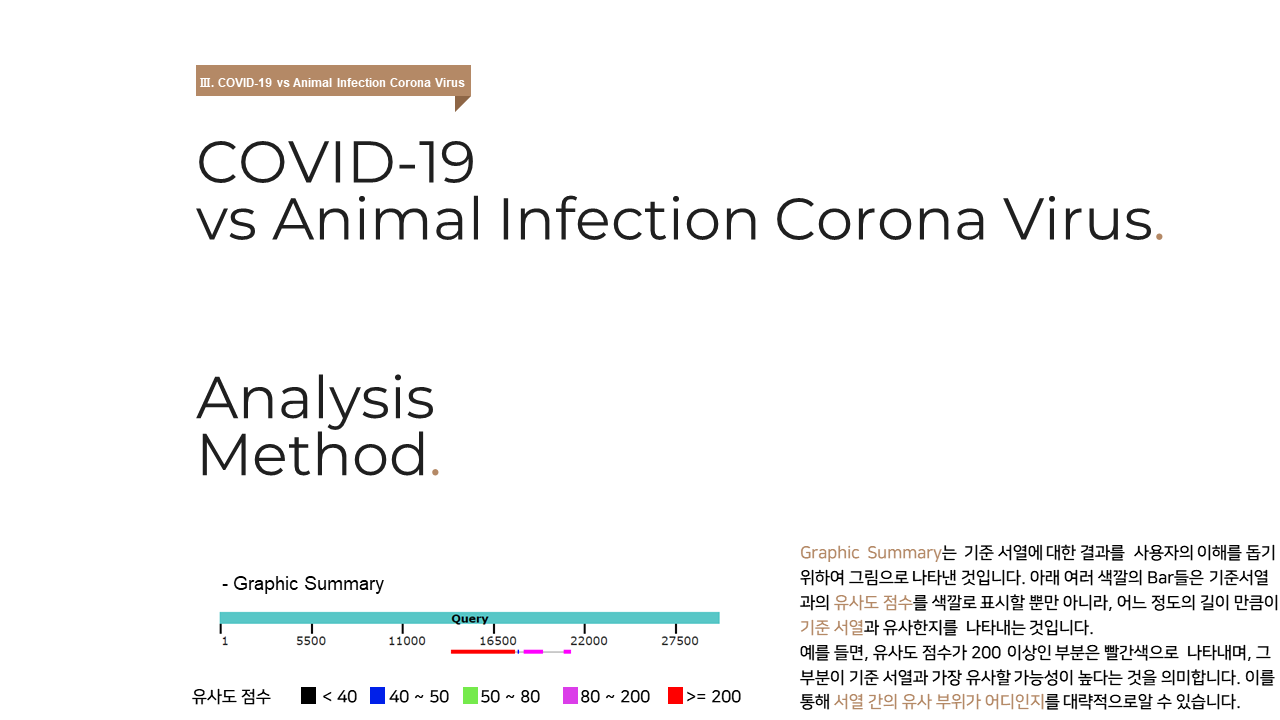 Ⅲ. COVID-19 vs Animal Infection Corona Virus
COVID-19
vs Animal Infection Corona Virus.
Analysis
Method.
- Graphic Summary
Query
1 5500 11000 16500 22000 27500
유사도 점수 < 40 40 ~ 50 50 ~ 80 80 ~ 200 >= 200
Graphic Summary는 기준 서열에 대한 결과를 사용자의 이해를 돕기
위하여 그림으로 나타낸 것입니다. 아래 여러 색깔의 Bar들은 기준서열
과의 유사도 점수를 색깔로 표시할 뿐만 아니라, 어느 정도의 길이 만큼이
기준 서열과 유사한지를 나타내는 것입니다.
예를 들면, 유사도 점수가 200 이상인 부분은 빨간색으로 나타내며, 그
부분이 기준 서열과 가장 유사할 가능성이 높다는 것을 의미합니다. 이를
통해 서열 간의 유사 부위가 어디인지를 대략적으로알 수 있습니다.